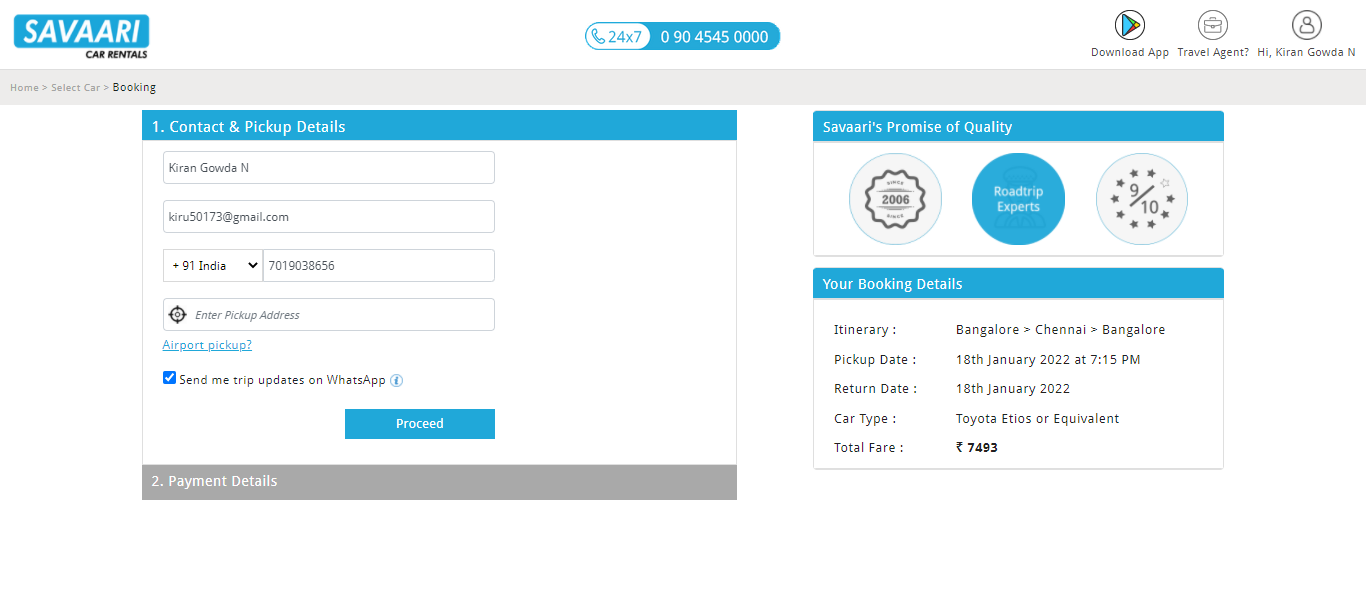 SAVAARI
CAR RENTALS
24x7 0 90 4545 0000
Download App
Travel Agent?
Hi, Kiran Gowda N
Home > Select Car > Booking
1. Contact & Pickup Details
Kiran Gowda N
kiru50173@gmail.com
+ 91 India 7019038656
Enter Pickup Address
Airport pickup?
Send me trip updates on WhatsApp i
Proceed
2. Payment Details
Savaari's Promise of Quality
SINCE
2006
SINCE
Roadtrip
Experts
9/10
Your Booking Details
Itinerary : Bangalore > Chennai > Bangalore
Pickup Date : 18th January 2022 at 7:15 PM
Return Date : 18th January 2022
Car Type : Toyota Etios or Equivalent
Total Fare : ₹ 7493